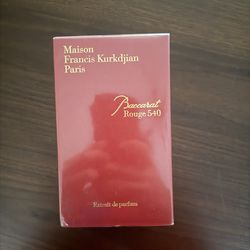 Maison
Francis Kurkdjian
Paris
Baccarat
Rouge 540
Extrait de parfum